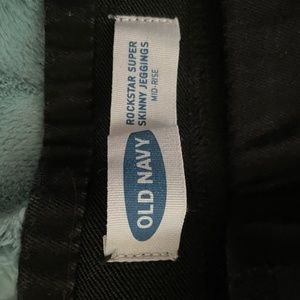 ROCKSTAR SUPER
SKINNY JEGGINGS
MID-RISE
OLD NAVY